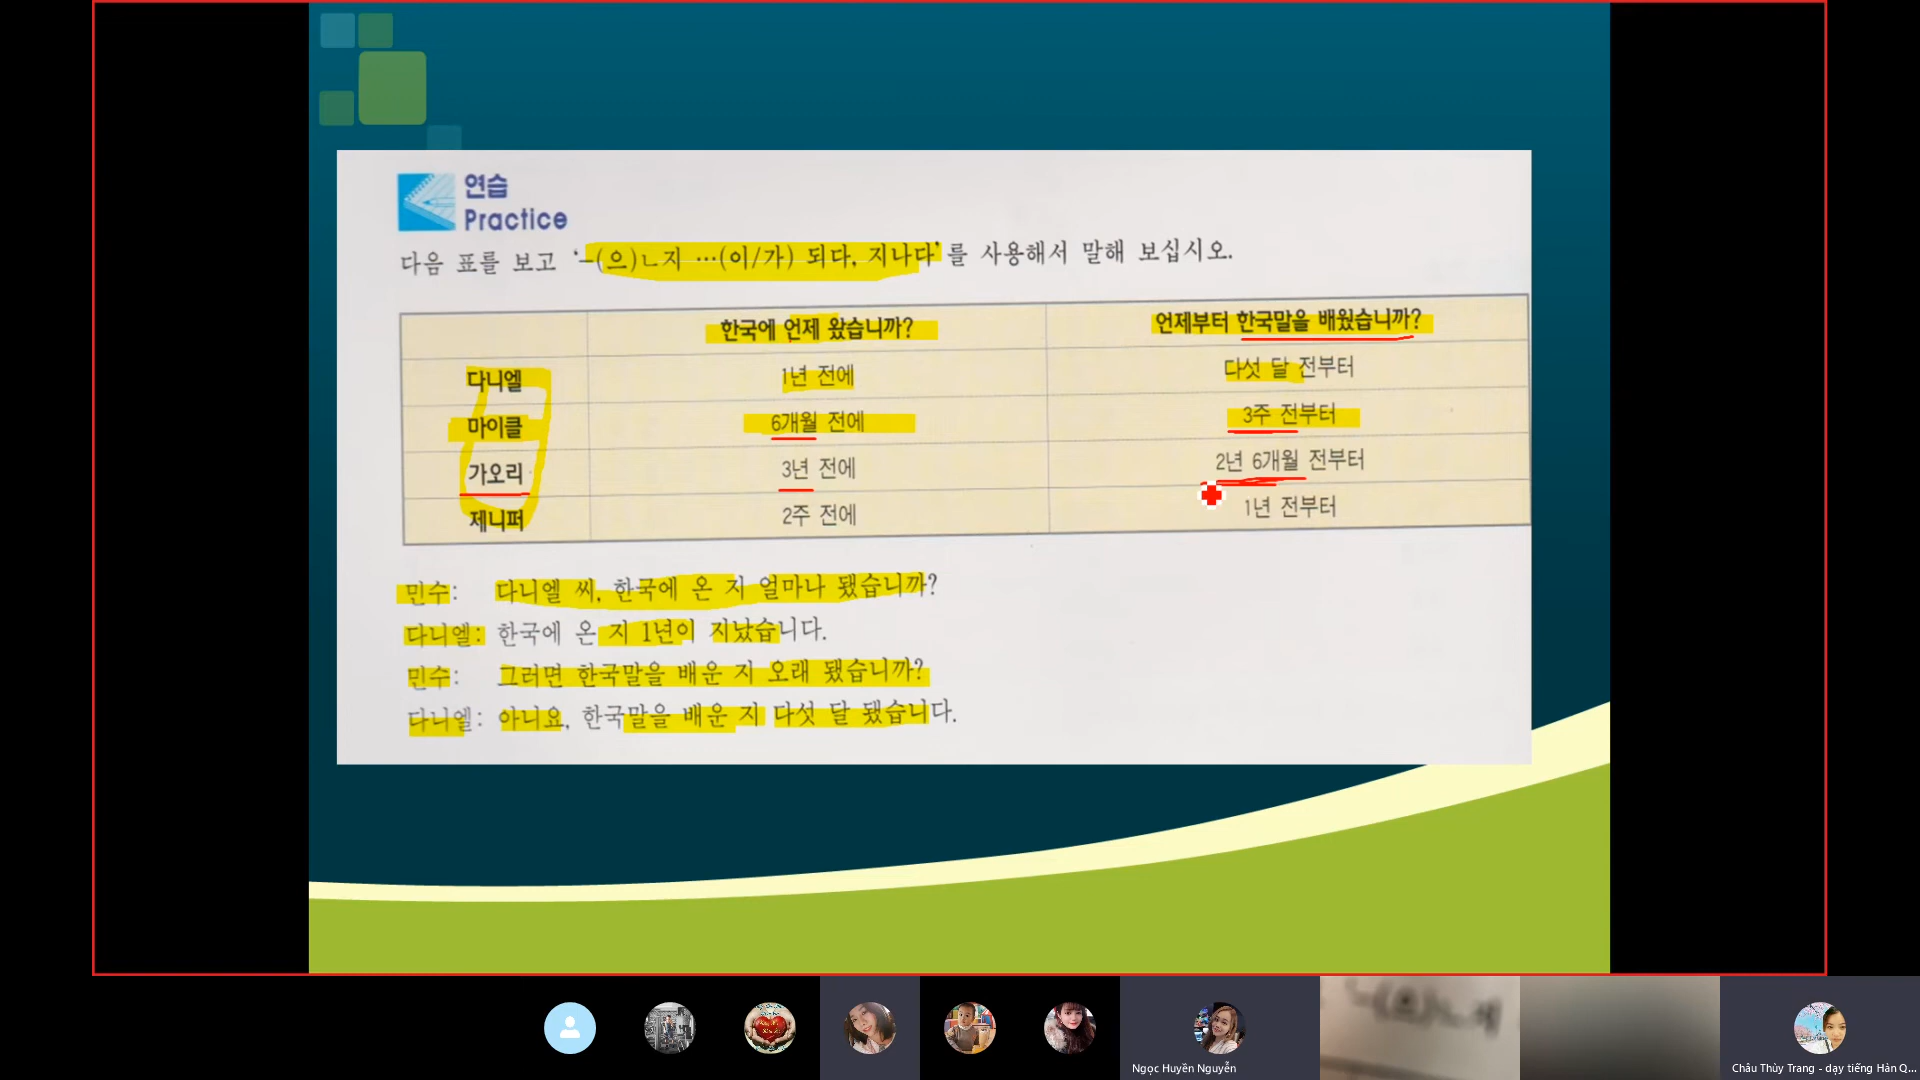 연습
Practice
다음 표를 보고 '-(으)ㄴ지 …(이/가) 되다, 지나다'를 사용해서 말해 보십시오.
한국에 언제 왔습니까? 언제부터 한국말을 배웠습니까?
다니엘 1년 전에 다섯 달 전부터
마이클 6개월 전에 3주 전부터
가오리 3년 전에 2년 6개월 전부터
제니퍼 2주 전에 1년 전부터
민수: 다니엘 씨, 한국에 온 지 얼마나 됐습니까?
다니엘: 한국에 온 지 1년이 지났습니다.
민수: 그러면 한국말을 배운 지 오래 됐습니까?
다니엘: 아니요, 한국말을 배운 지 다섯 달 됐습니다.
Ngọc Huyền Nguyễn
Châu Thùy Trang - dạy tiếng Hàn Q...